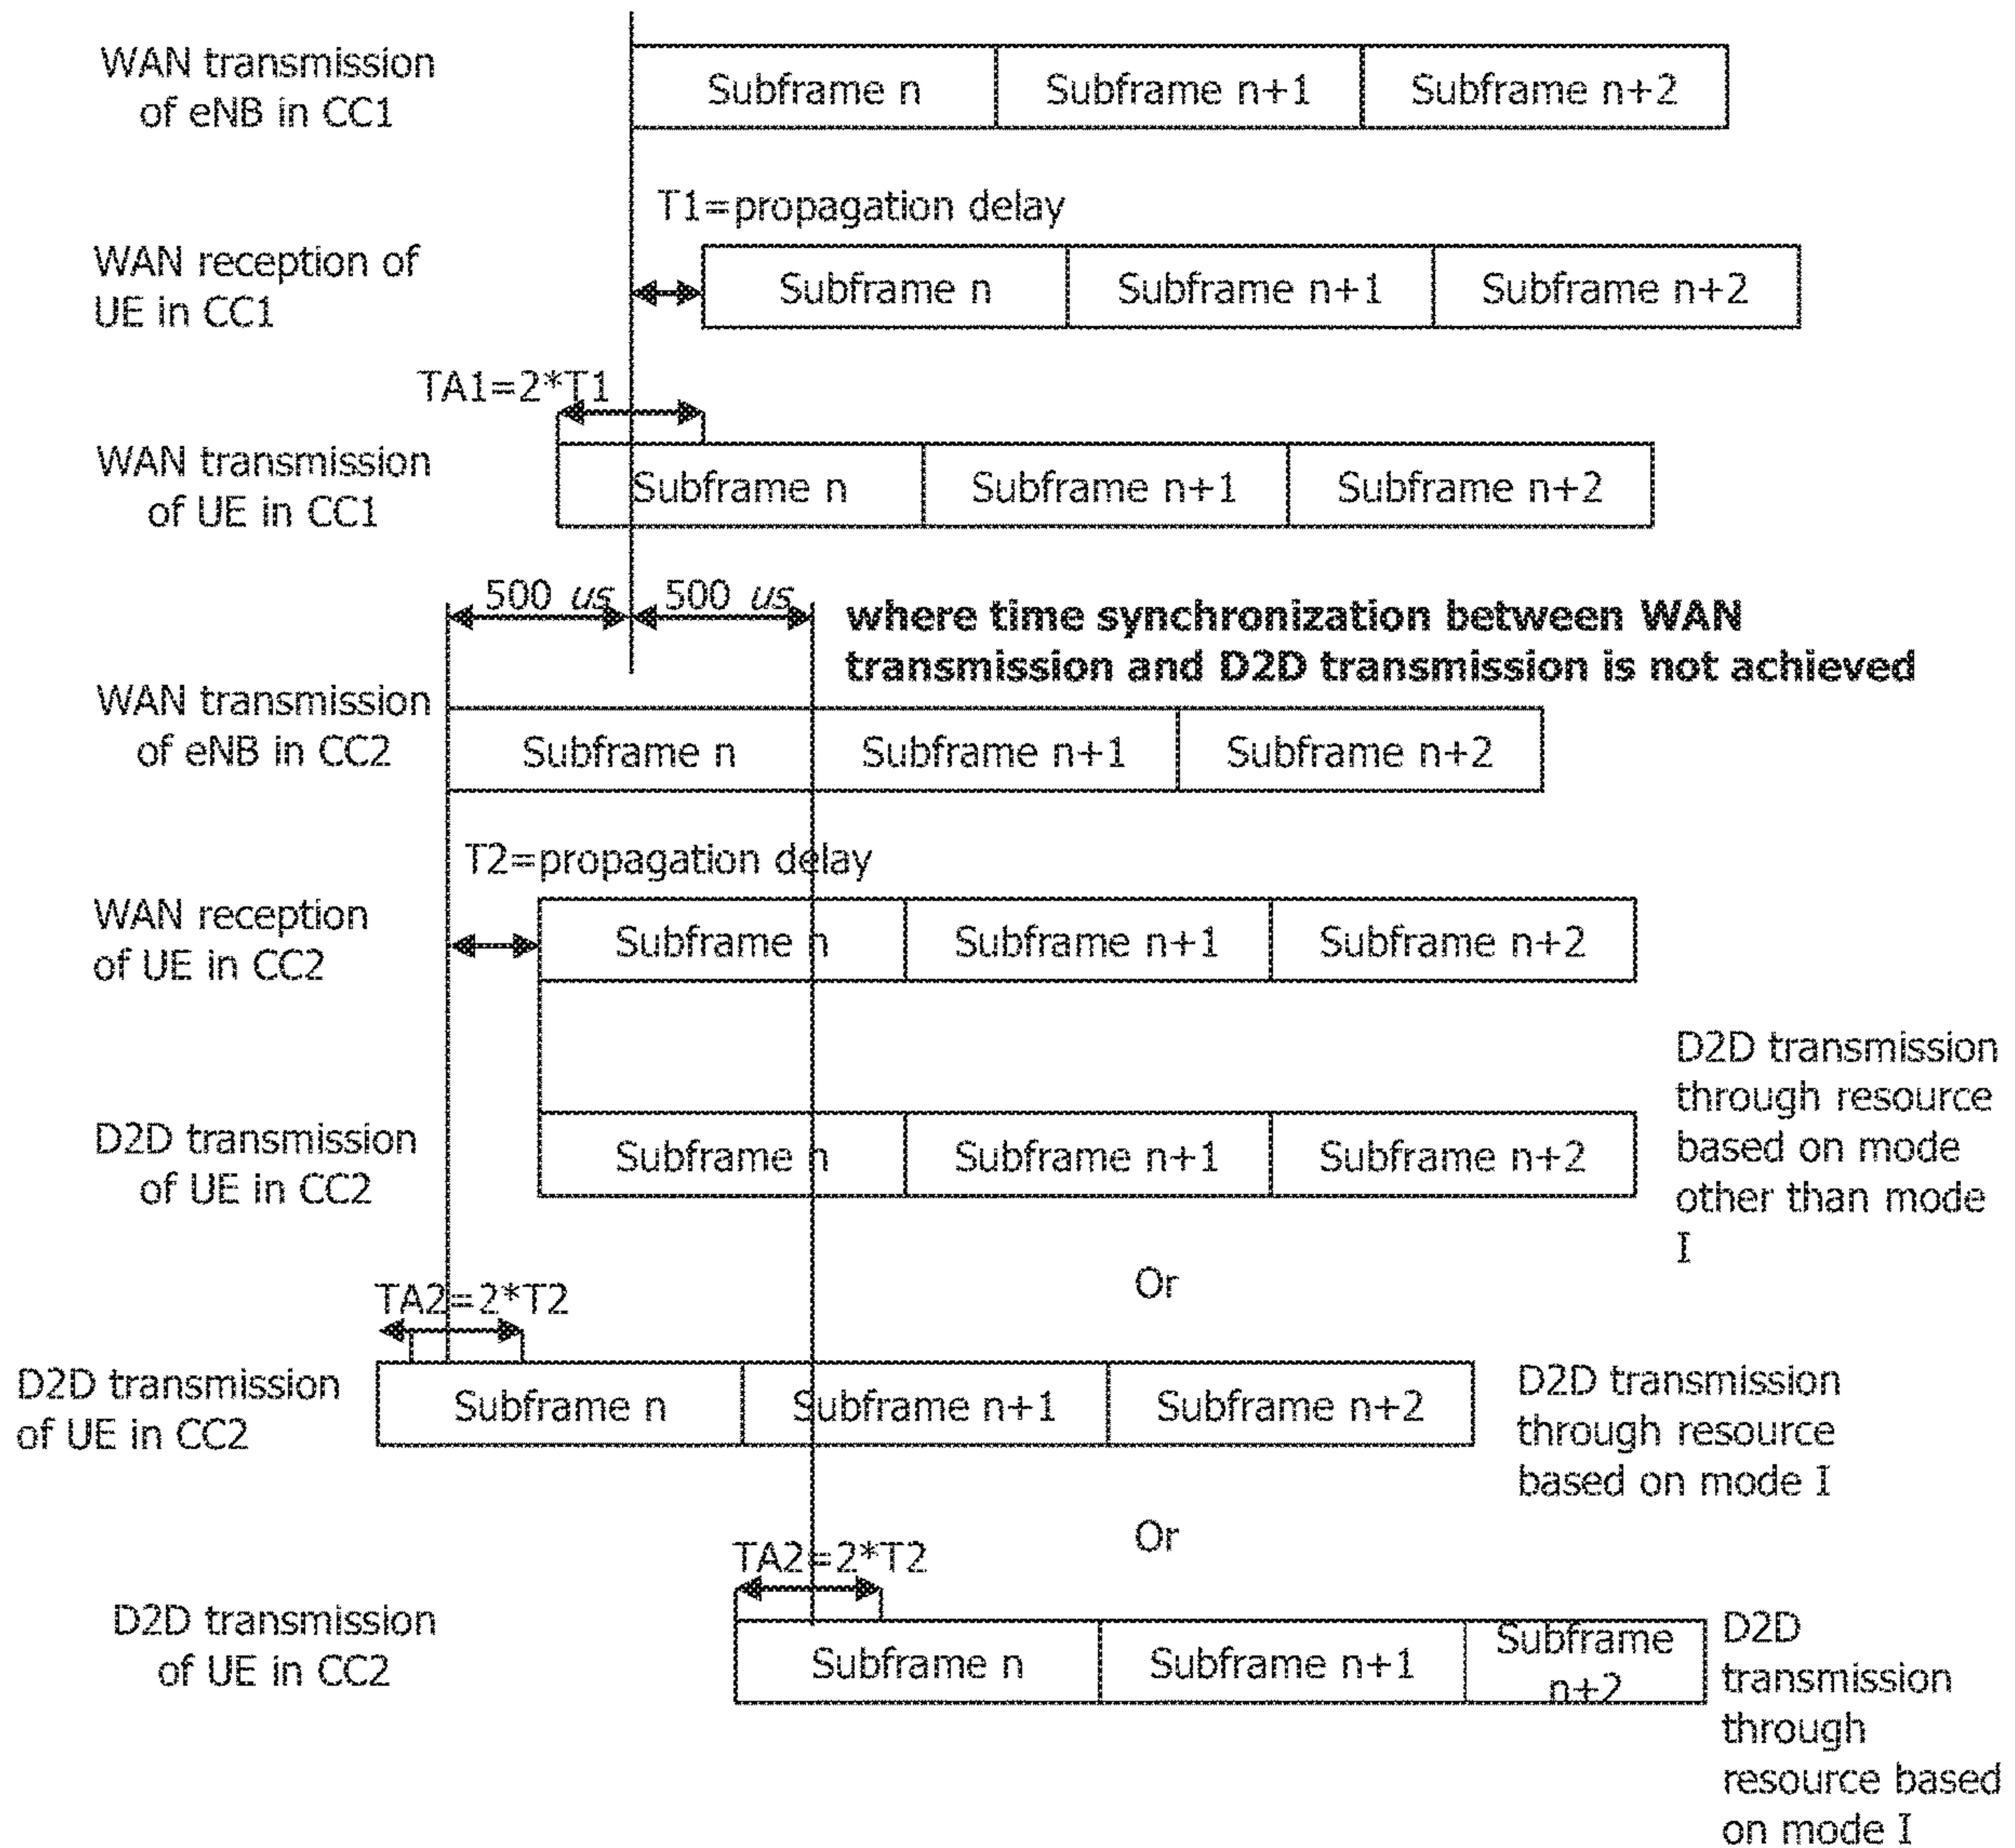 WAN transmission
of eNB in CC1
Subframe n
Subframe n+1
Subframe n+2
T1=propagation delay
WAN reception of
UE in CC1
Subframe n
Subframe n+1
Subframe n+2
TA1=2*T1
WAN transmission
of UE in CC1
Subframe n
Subframe n+1
Subframe n+2
500 us
500 us
where time synchronization between WAN
transmission and D2D transmission is not achieved
WAN transmission
of eNB in CC2
Subframe n
Subframe n+1
Subframe n+2
T2=propagation delay
WAN reception
of UE in CC2
Subframe n
Subframe n+1
Subframe n+2
D2D transmission
of UE in CC2
Subframe n
Subframe n+1
Subframe n+2
D2D transmission
through resource
based on mode
other than mode
I
Or
TA2=2*T2
D2D transmission
of UE in CC2
Subframe n
Subframe n+1
Subframe n+2
D2D transmission
through resource
based on mode I
Or
TA2=2*T2
D2D transmission
of UE in CC2
Subframe n
Subframe n+1
Subframe
n+2
D2D
transmission
through
resource based
on mode I